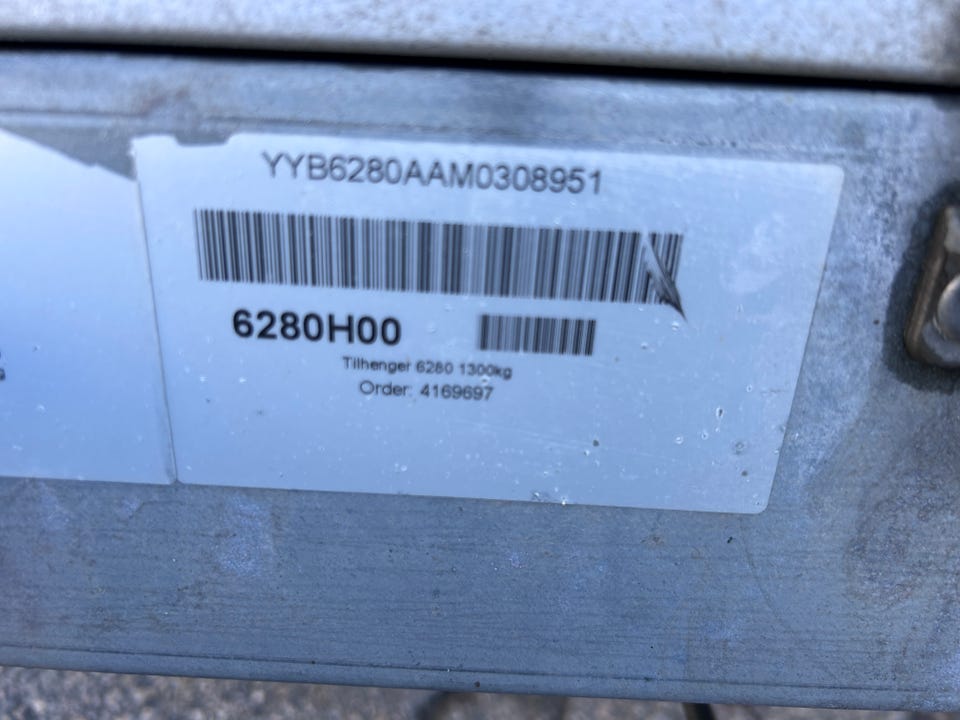 YYB6280AAM0308951
6280H00
Tilhenger 6280 1300kg
Order: 4169697